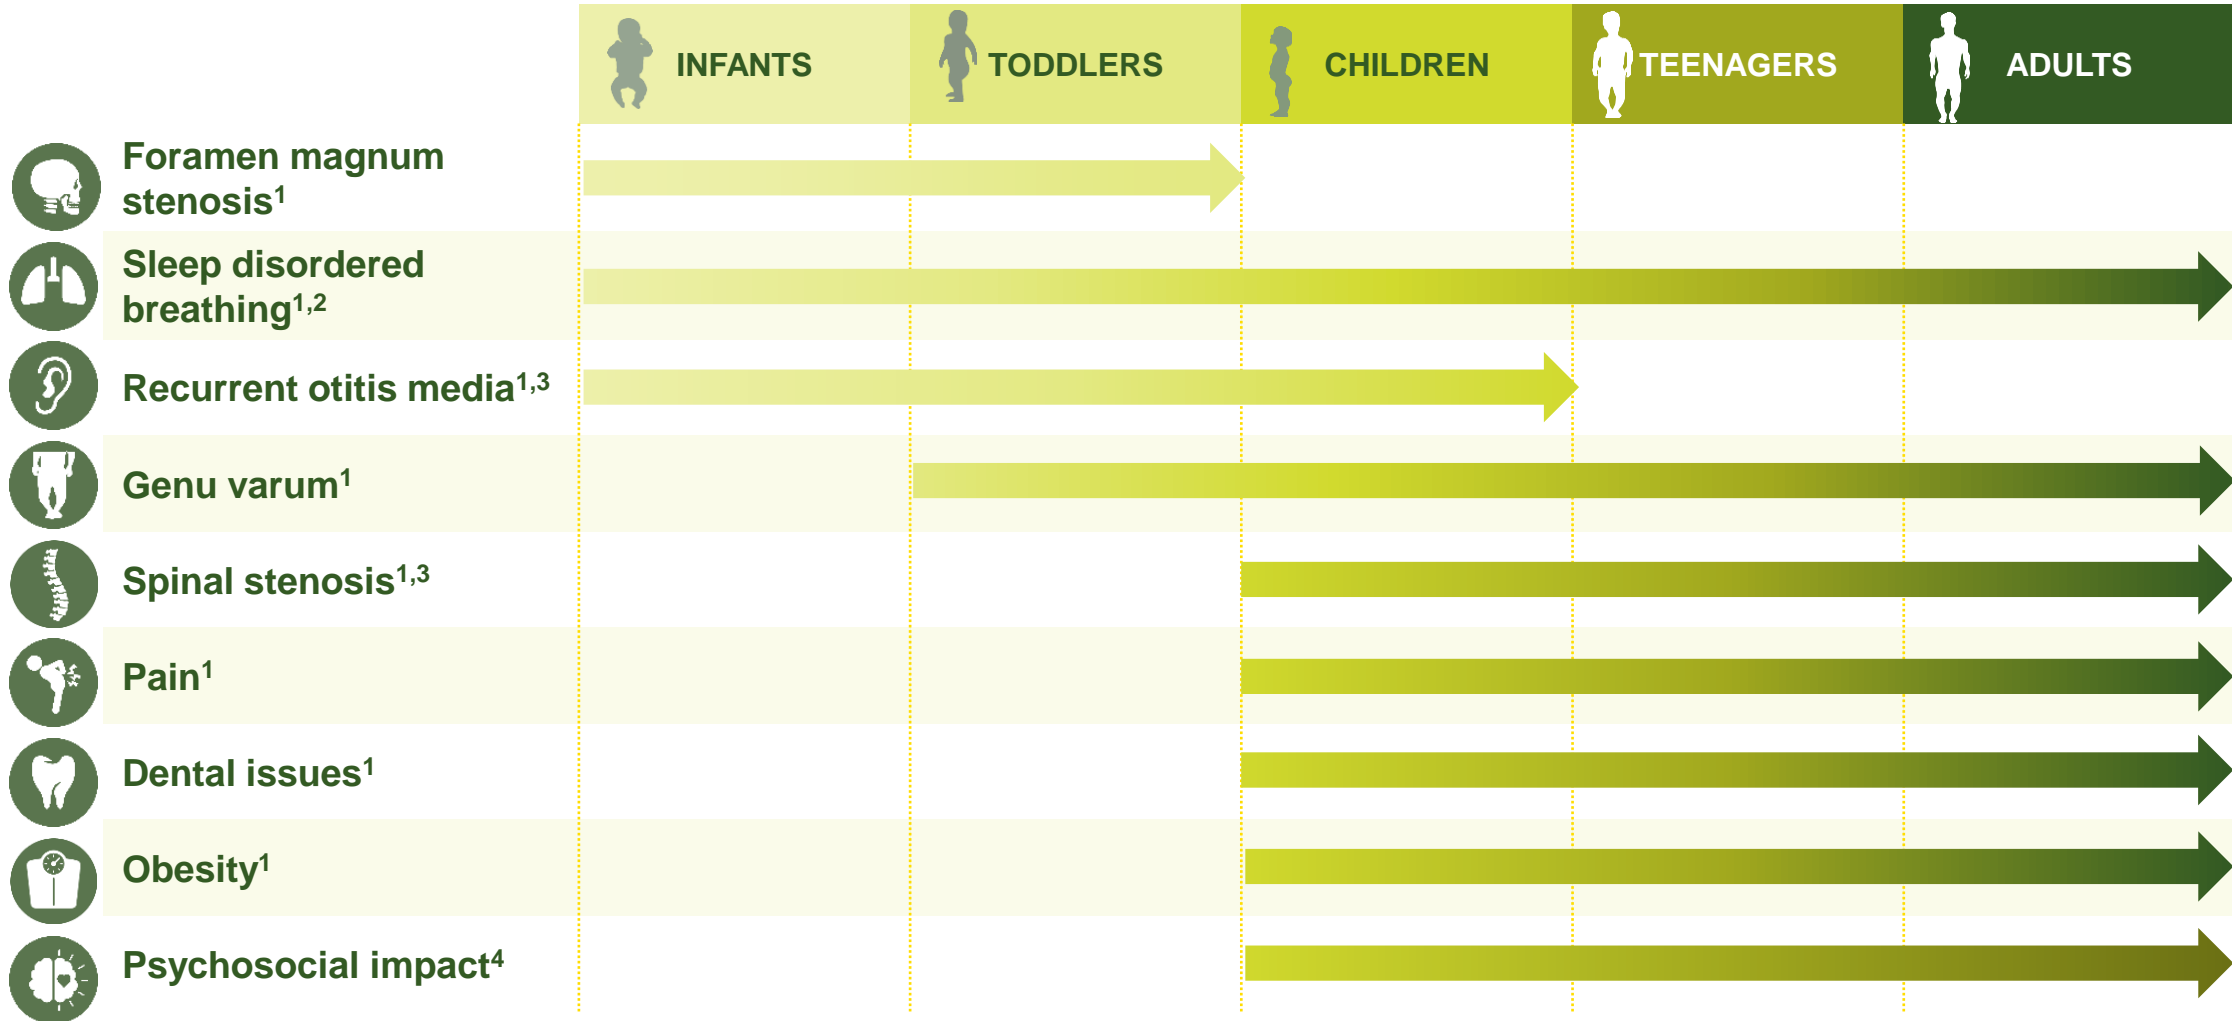 INFANTS
TODDLERS
CHILDREN
TEENAGERS
ADULTS
Foramen magnum
stenosis¹
Sleep disordered
breathing¹,²
Recurrent otitis media¹,³
Genu varum¹
Spinal stenosis¹,³
Pain¹
Dental issues¹
Obesity¹
Psychosocial impact⁴